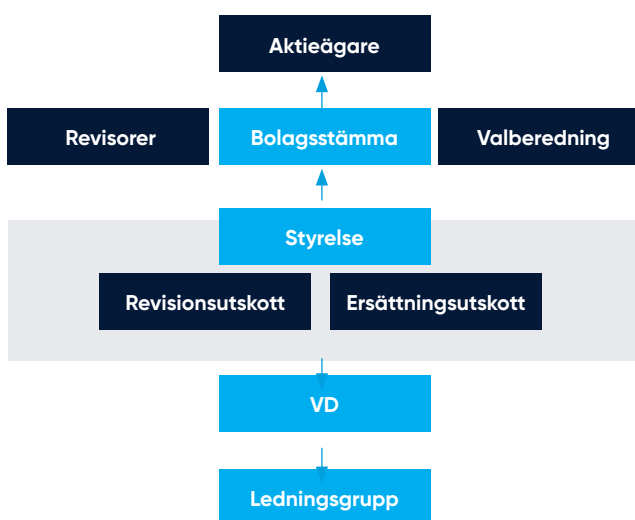 Aktieägare
Revisorer
Bolagsstämma
Valberedning
Styrelse
Revisionsutskott
Ersättningsutskott
VD
Ledningsgrupp